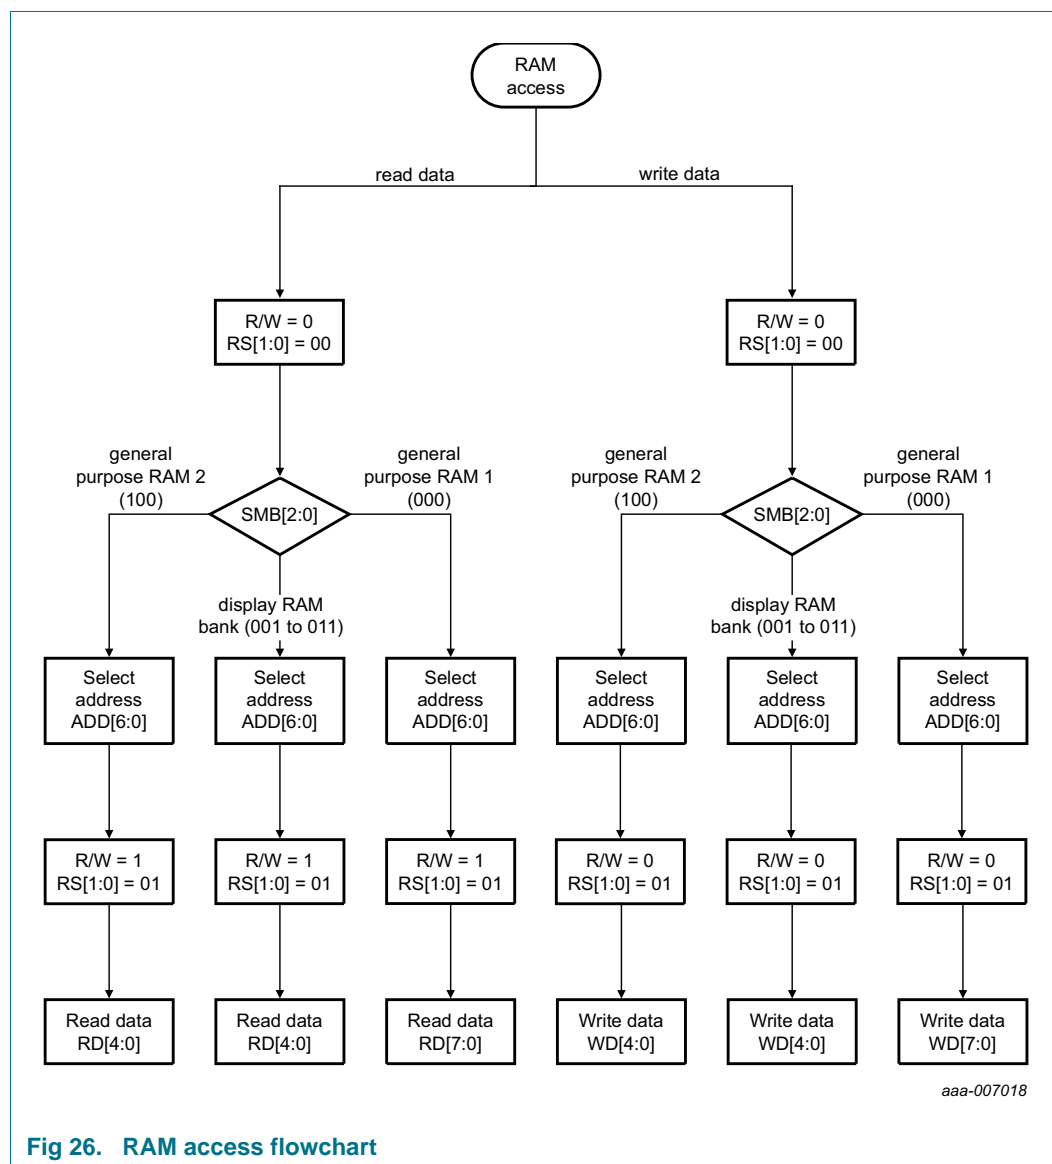 RAM
access
read data
write data
R/W = 0
RS[1:0] = 00
R/W = 0
RS[1:0] = 00
general
purpose RAM 2
(100)
general
purpose RAM 1
(000)
general
purpose RAM 2
(100)
general
purpose RAM 1
(000)
SMB[2:0]
SMB[2:0]
display RAM
bank (001 to 011)
display RAM
bank (001 to 011)
Select
address
ADD[6:0]
Select
address
ADD[6:0]
Select
address
ADD[6:0]
Select
address
ADD[6:0]
Select
address
ADD[6:0]
Select
address
ADD[6:0]
R/W = 1
RS[1:0] = 01
R/W = 1
RS[1:0] = 01
R/W = 1
RS[1:0] = 01
R/W = 0
RS[1:0] = 01
R/W = 0
RS[1:0] = 01
R/W = 0
RS[1:0] = 01
Read data
RD[4:0]
Read data
RD[4:0]
Read data
RD[7:0]
Write data
WD[4:0]
Write data
WD[4:0]
Write data
WD[7:0]
aaa-007018
Fig 26. RAM access flowchart